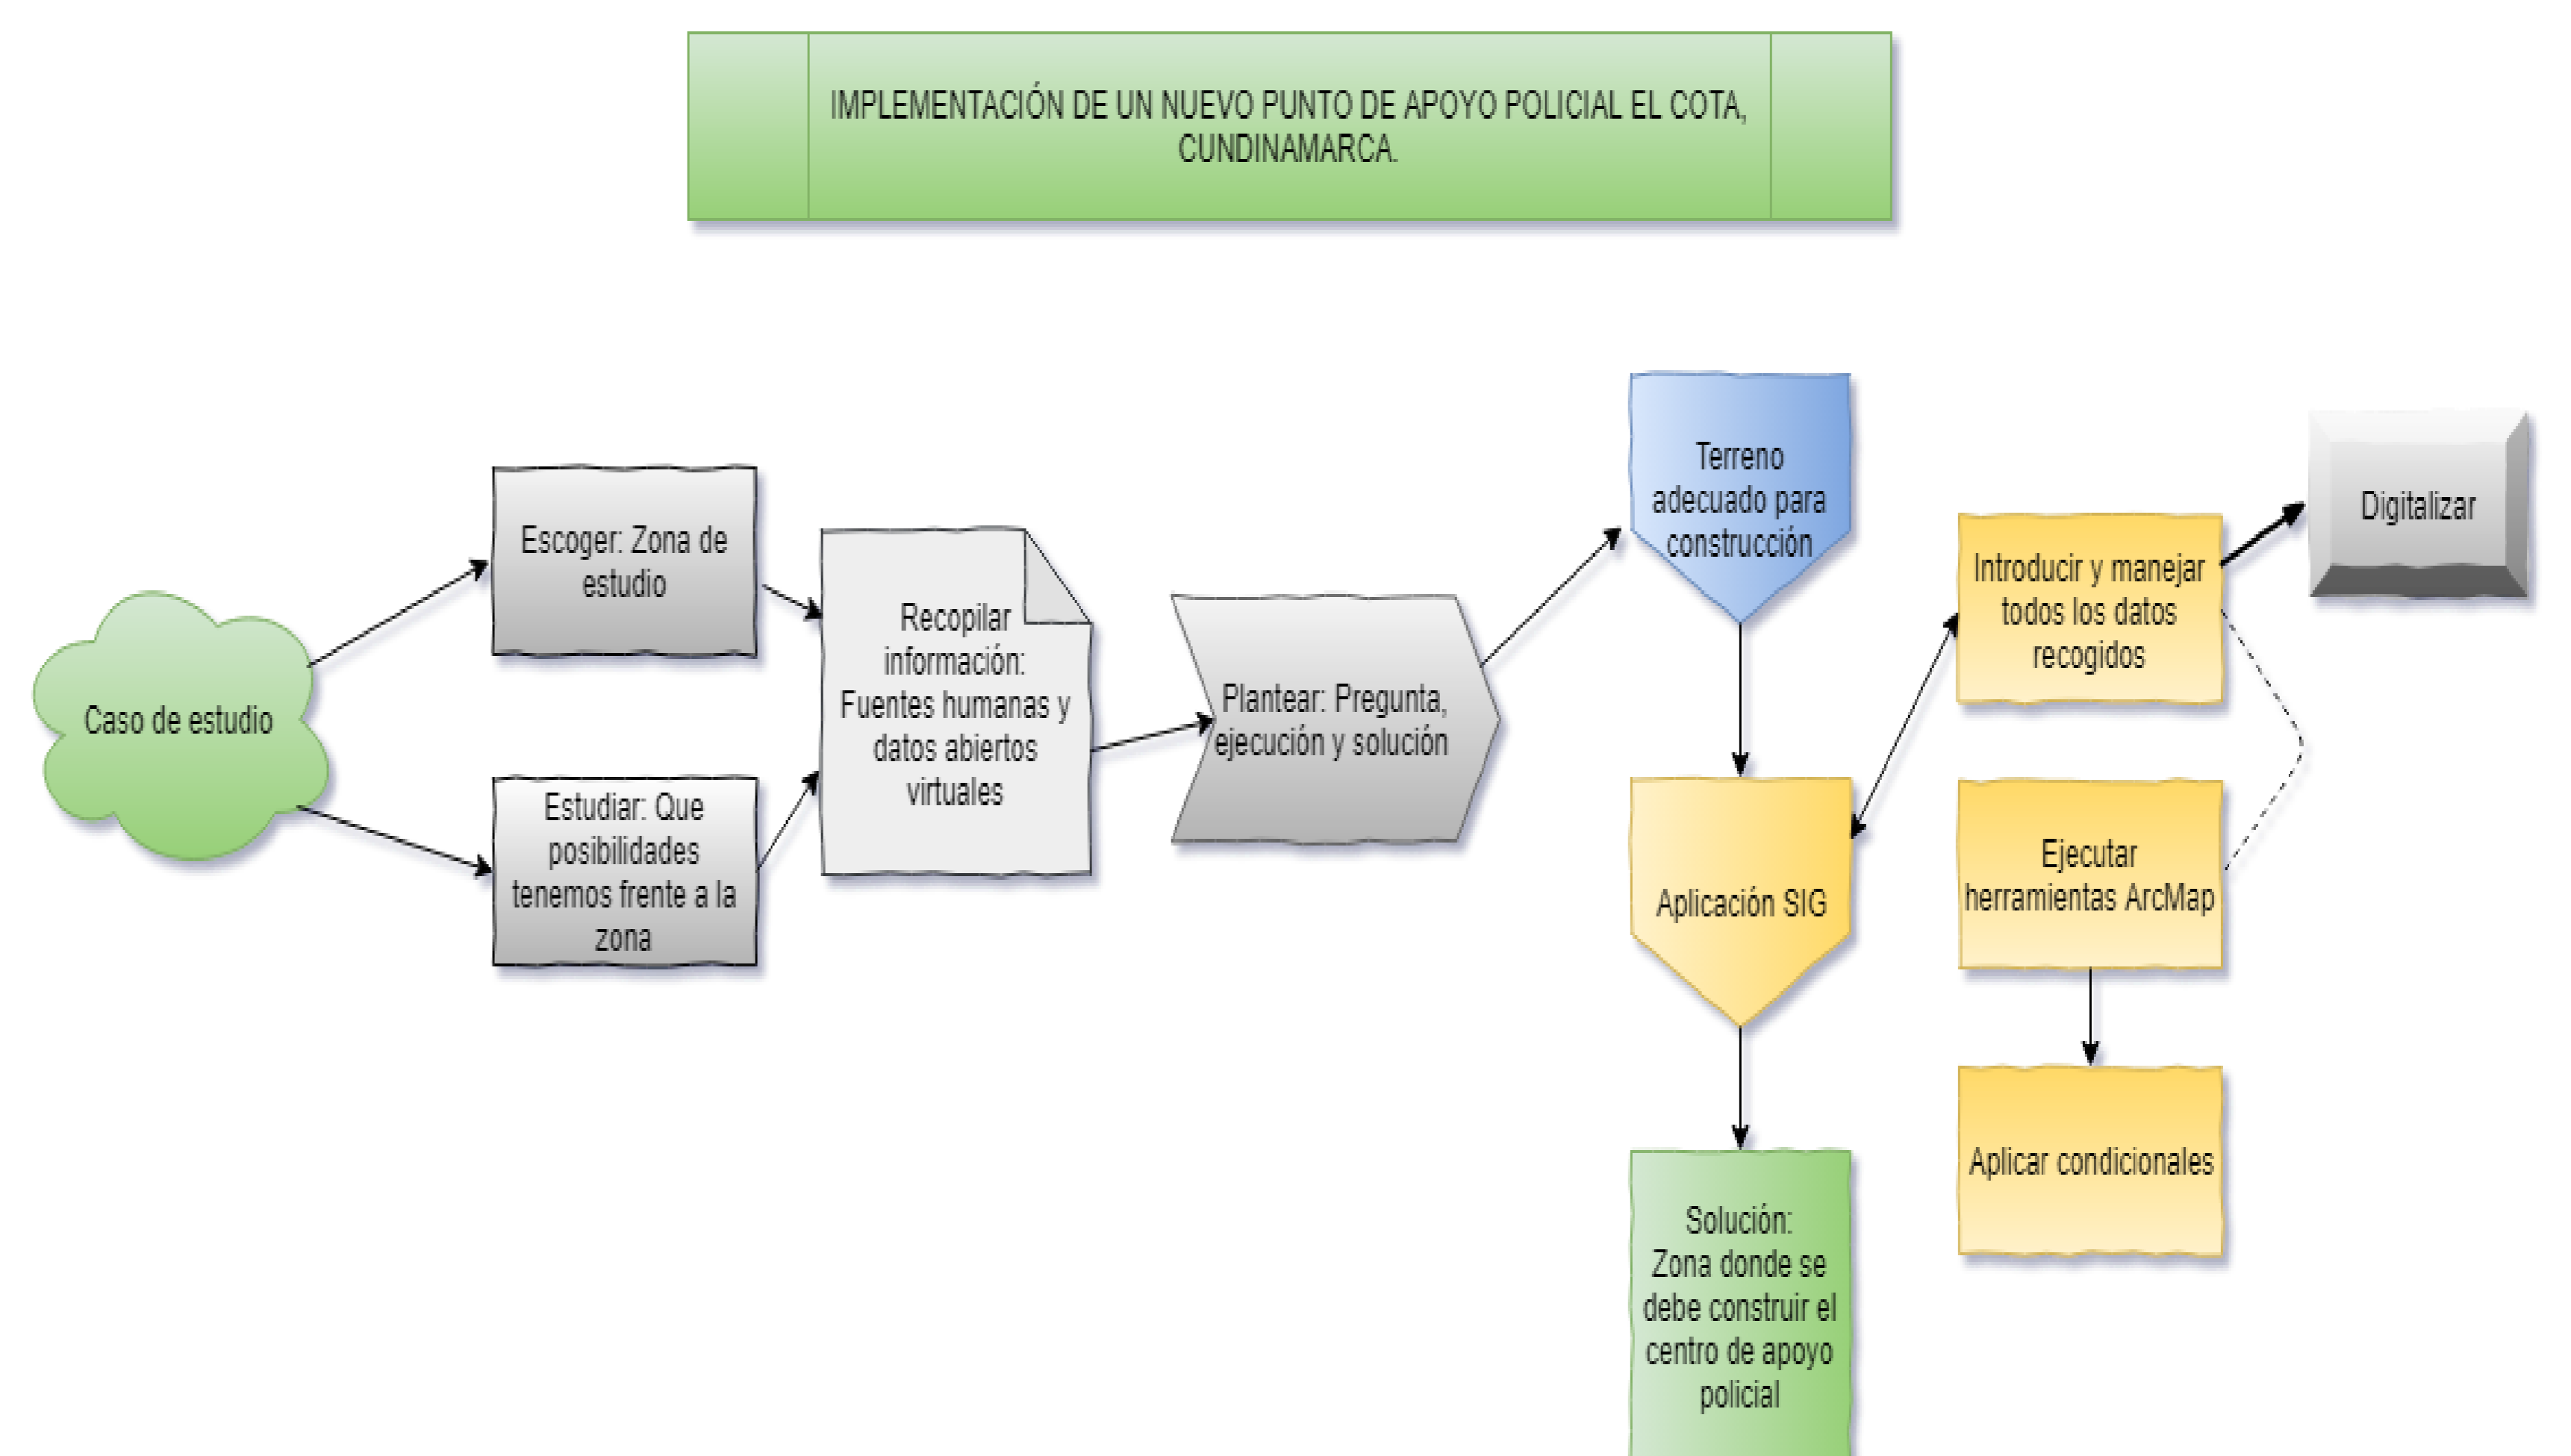 IMPLEMENTACIÓN DE UN NUEVO PUNTO DE APOYO POLICIAL EL COTA,
CUNDINAMARCA.
Caso de estudio
Escoger: Zona de
estudio
Estudiar: Que
posibilidades
tenemos frente a la
zona
Recopilar
información:
Fuentes humanas y
datos abiertos
virtuales
Plantear: Pregunta,
ejecución y solución
Terreno
adecuado para
construcción
Aplicación SIG
Solución:
Zona donde se
debe construir el
centro de apoyo
policial
Introducir y manejar
todos los datos
recogidos
Digitalizar
Ejecutar
herramientas ArcMap
Aplicar condicionales